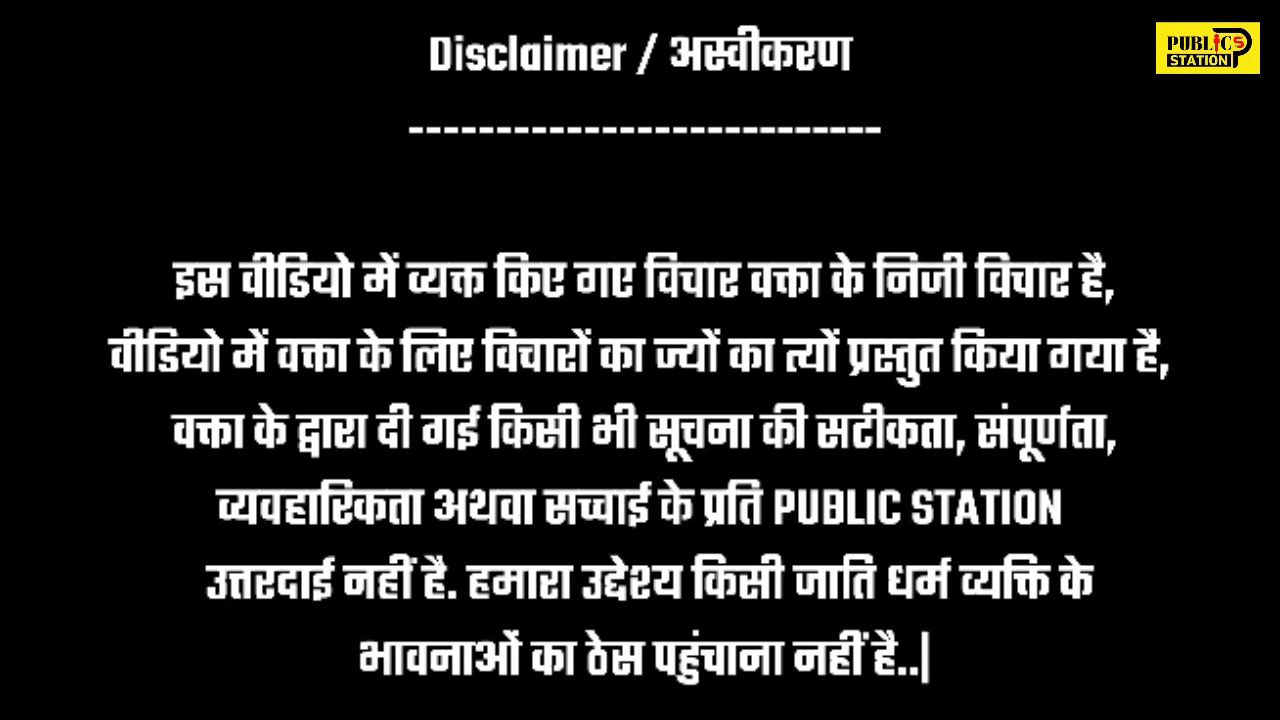 Disclaimer / अस्वीकरण
PUBLIC STATION
---------------------------
इस वीडियो में व्यक्त किए गए विचार वक्ता के निजी विचार है,
वीडियो में वक्ता के लिए विचारों का ज्यों का त्यों प्रस्तुत किया गया है,
वक्ता के द्वारा दी गई किसी भी सूचना की सटीकता, संपूर्णता,
व्यवहारिकता अथवा सच्चाई के प्रति PUBLIC STATION
उत्तरदाई नहीं है. हमारा उद्देश्य किसी जाति धर्म व्यक्ति के
भावनाओं का ठेस पहुंचाना नहीं है..|